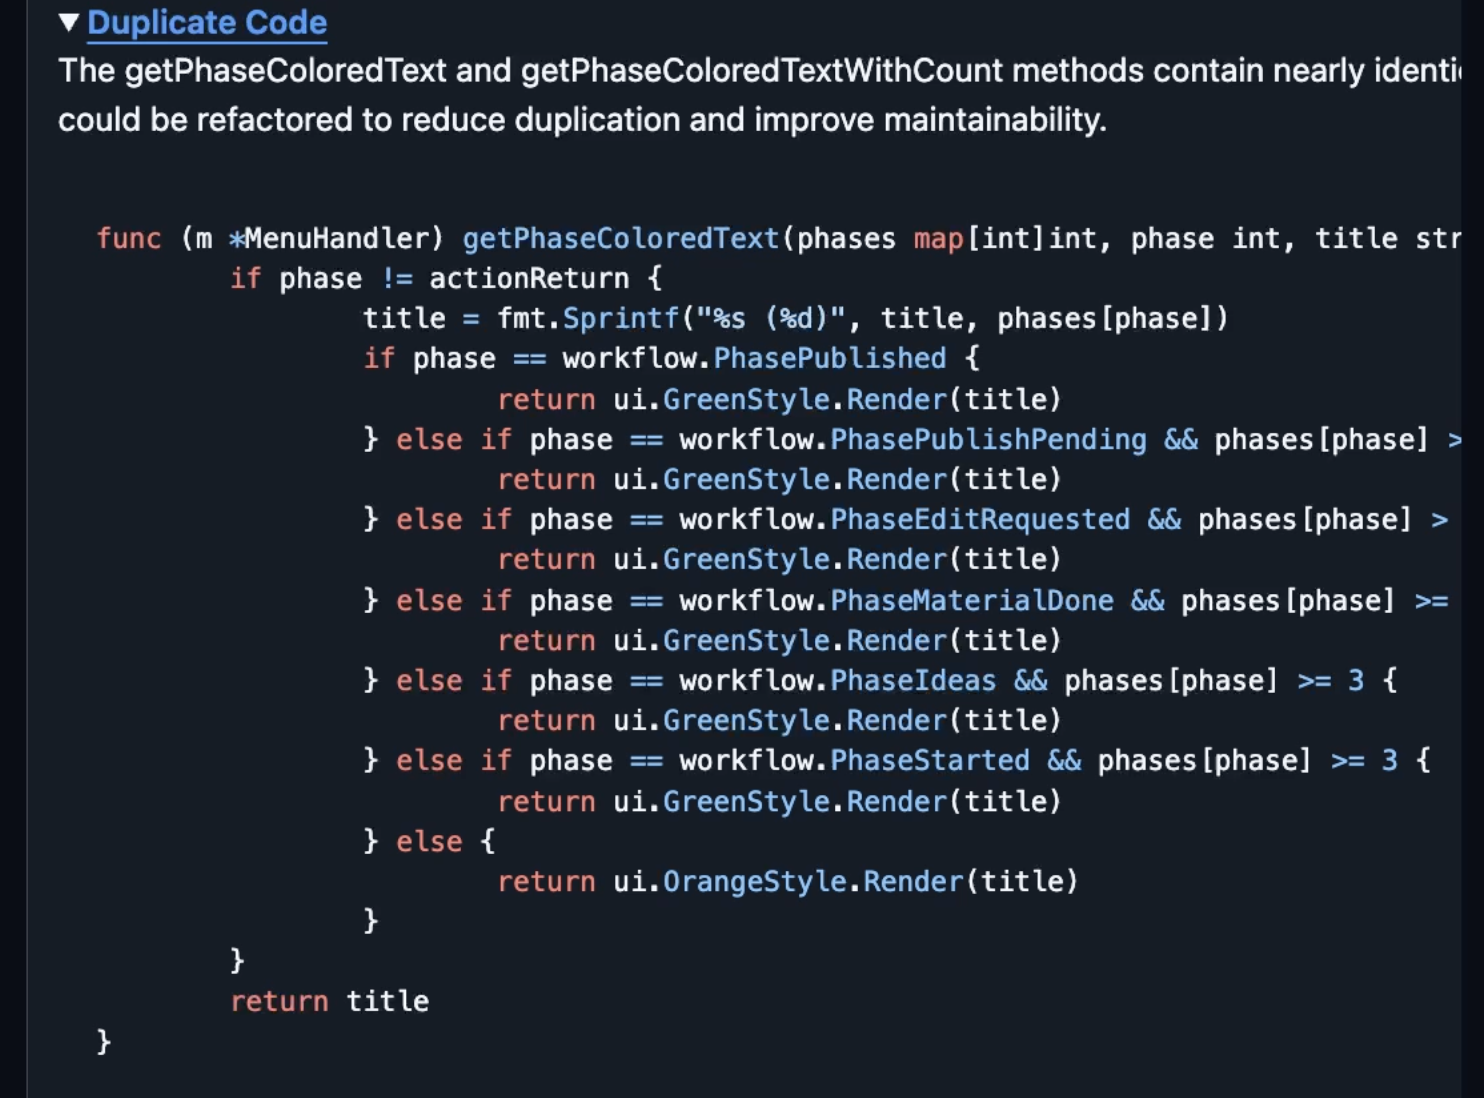 ▼ Duplicate Code
The getPhaseColoredText and getPhaseColoredTextWithCount methods contain nearly
could be refactored to reduce duplication and improve maintainability.
func (m *MenuHandler) getPhaseColoredText(phases map[int]int, phase int, title
if phase != actionReturn {
title = fmt.Sprintf("%s (%d)", title, phases[phase])
if phase == workflow.PhasePublished {
return ui.GreenStyle.Render(title)
} else if phase == workflow.PhasePublishPending && phases[phase] >
return ui.GreenStyle.Render(title)
} else if phase == workflow.PhaseEditRequested && phases[phase] >
return ui.GreenStyle.Render(title)
} else if phase == workflow.PhaseMaterialDone && phases[phase] >=
return ui.GreenStyle.Render(title)
} else if phase == workflow.PhaseIdeas && phases[phase] >= 3 {
return ui.GreenStyle.Render(title)
} else if phase == workflow.PhaseStarted && phases[phase] >= 3 {
return ui.GreenStyle.Render(title)
} else {
return ui.OrangeStyle.Render(title)
}
}
return title
}